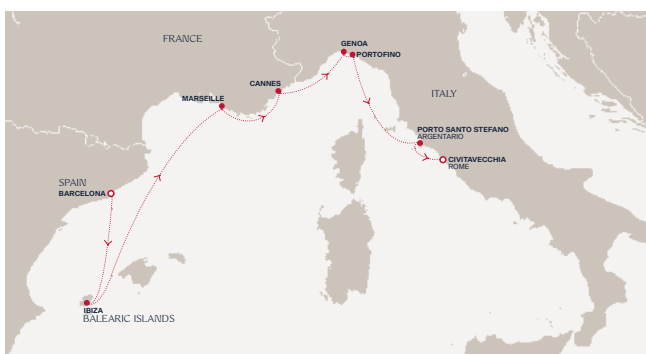 FRANCE
GENOA
PORTOFINO
CANNES
ITALY
MARSEILLE
PORTO SANTO STEFANO
ARGENTARIO
CIVITAVECCHIA
ROME
SPAIN
BARCELONA
IBIZA
BALEARIC ISLANDS